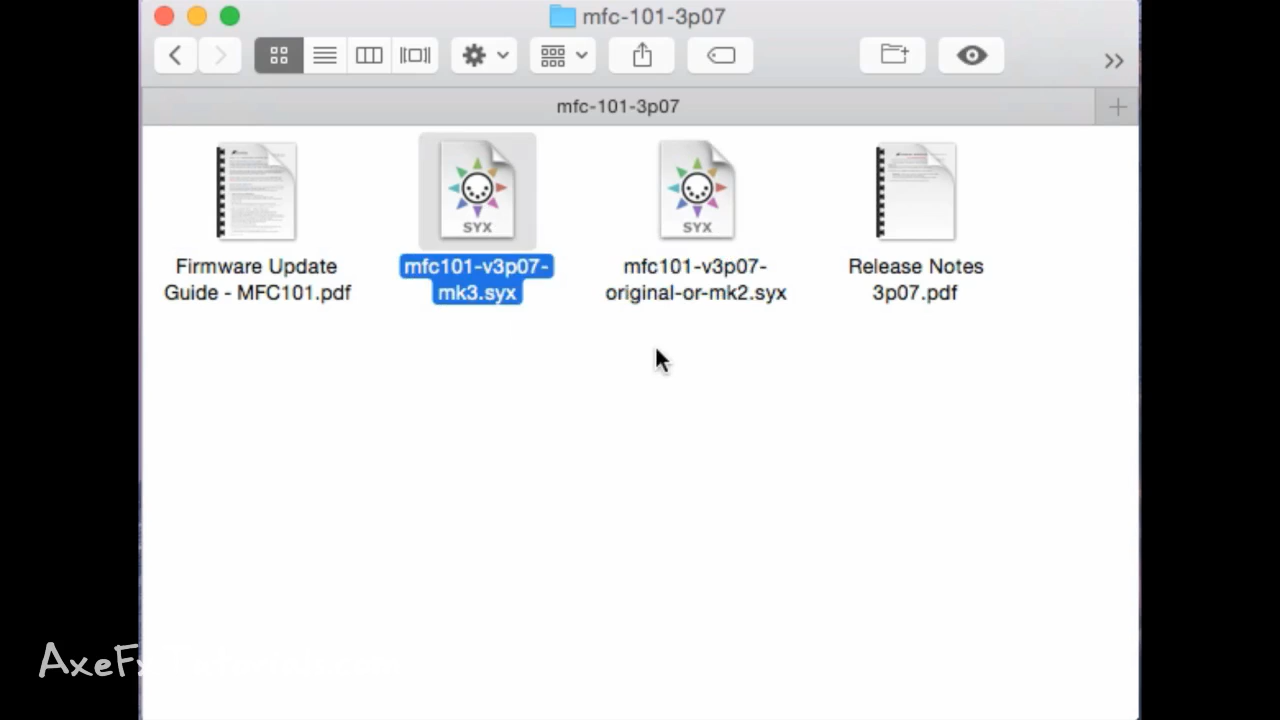 mfc-101-3p07
mfc-101-3p07
SYX
SYX
Firmware Update
Guide - MFC101.pdf
mfc101-v3p07-
mk3.syx
mfc101-v3p07-
original-or-mk2.syx
Release Notes
3p07.pdf